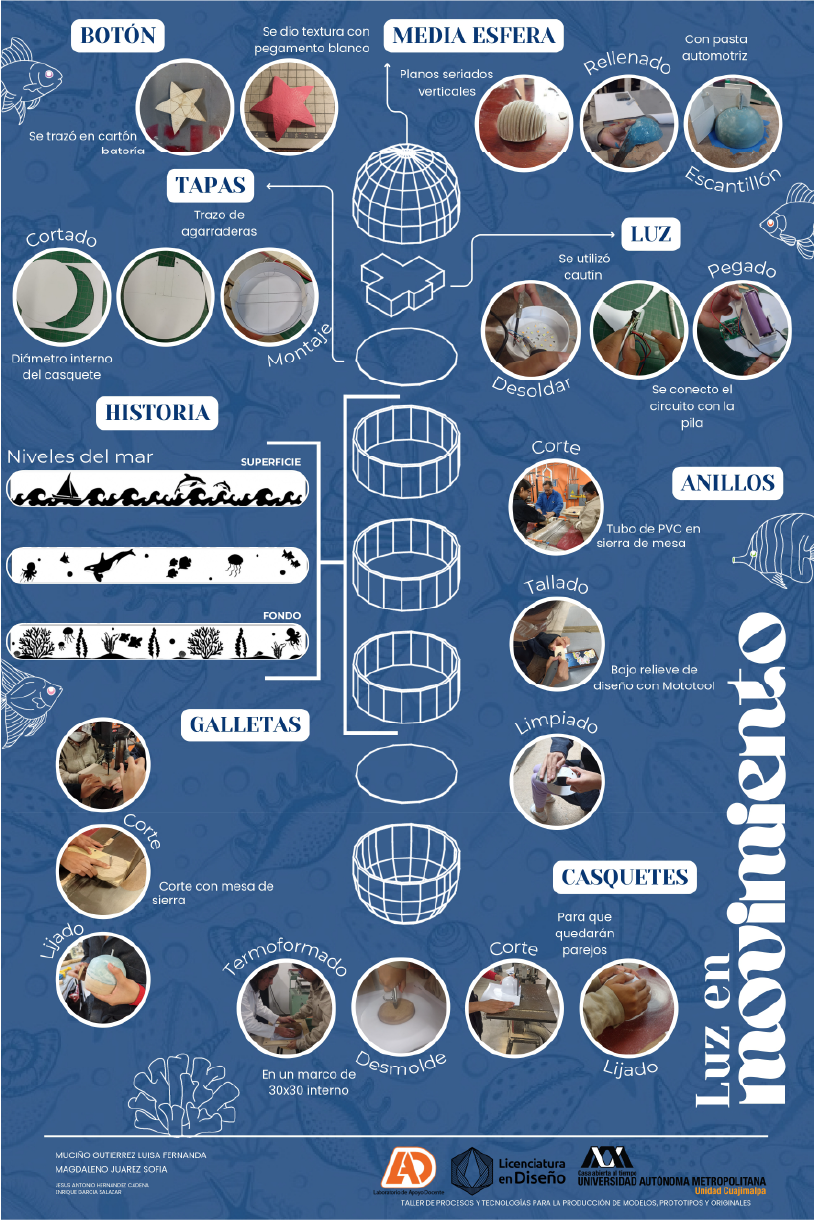 BOTÓN
Se dio textura con
pegamento blanco
Se trazó en cartón
batería
MEDIA ESFERA
Planos seriados
verticales
Rellenado
Con pasta
automotriz
Escantillón
TAPAS
Trazo de
agarraderas
Cortado
Montaje
Diámetro interno
del casquete
LUZ
Se utilizó
cautin
Pegado
Desoldar
Se conecto el
circuito con la
pila
HISTORIA
Niveles del mar
SUPERFICIE
FONDO
ANILLOS
Corte
Tubo de PVC en
sierra de mesa
Tallado
Bajo relieve de
diseño con Mototool
Limpiado
GALLETAS
Corte
Corte con mesa de
sierra
Lijado
CASQUETES
Para que
quedarán
parejos
Termoformado
En un marco de
30x30 interno
Desmolde
Corte
Lijado
Luz en
movimiento
MUCIÑO GUTIERREZ LUISA FERNANDA
MAGDALENO JUAREZ SOFIA
JESUS ANTONIO HERNANDEZ CADENA
ENRIQUE GARCIA SALAZAR
LAD
Laboratorio de Apoyo Docente
Licenciatura
en Diseño
Casa abierta al tiempo
UNIVERSIDAD AUTÓNOMA METROPOLITANA
Unidad Cuajimalpa
TALLER DE PROCESOS Y TECNOLOGÍAS PARA LA PRODUCCIÓN DE MODELOS, PROTOTIPOS Y ORIGINALES